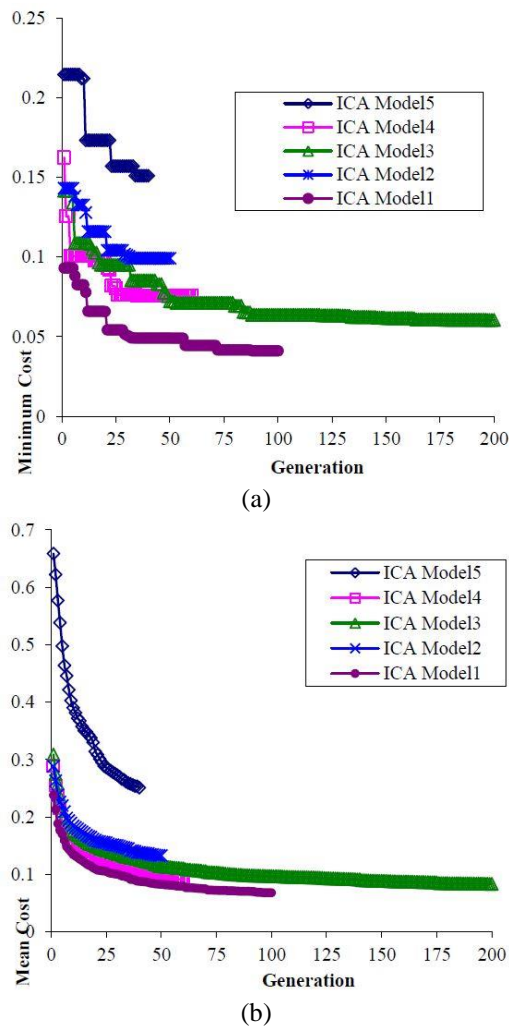 0.25
0.2
0.15
0.1
0.05
0
ICA Model5
ICA Model4
ICA Model3
ICA Model2
ICA Model1
Minimum Cost
0 25 50 75 100 125 150 175 200
Generation
(a)
0.7
0.6
0.5
0.4
0.3
0.2
0.1
0
ICA Model5
ICA Model4
ICA Model3
ICA Model2
ICA Model1
Mean Cost
0 25 50 75 100 125 150 175 200
Generation
(b)